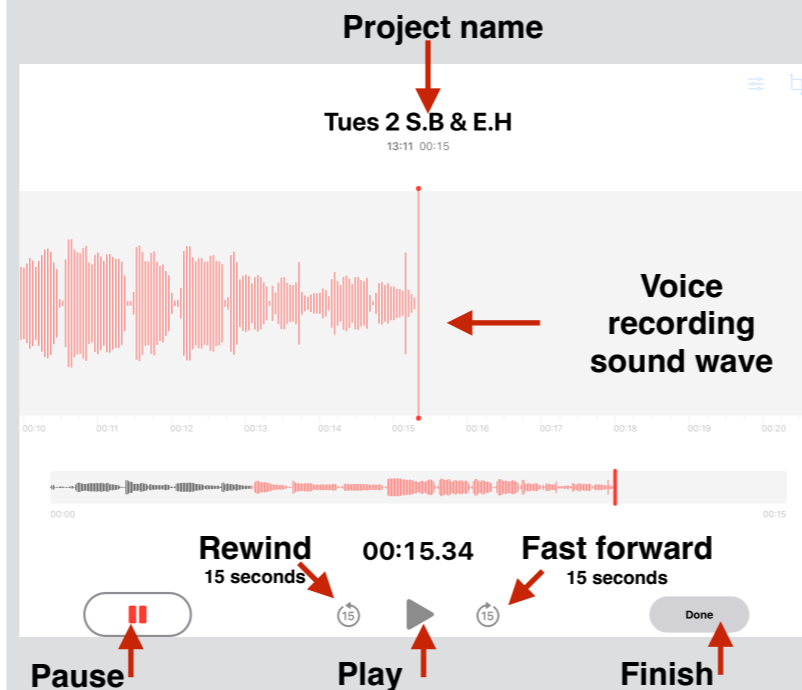 Project name
Tues 2 S.B & E.H
13:11 00:15
Voice
recording
sound wave
00:10 00:11 00:12 00:13 00:14 00:15 00:16 00:17 00:18 00:19 00:20
00:00 00:15
Rewind 00:15.34 Fast forward
15 seconds 15 seconds
15 15 Done
Pause Play Finish